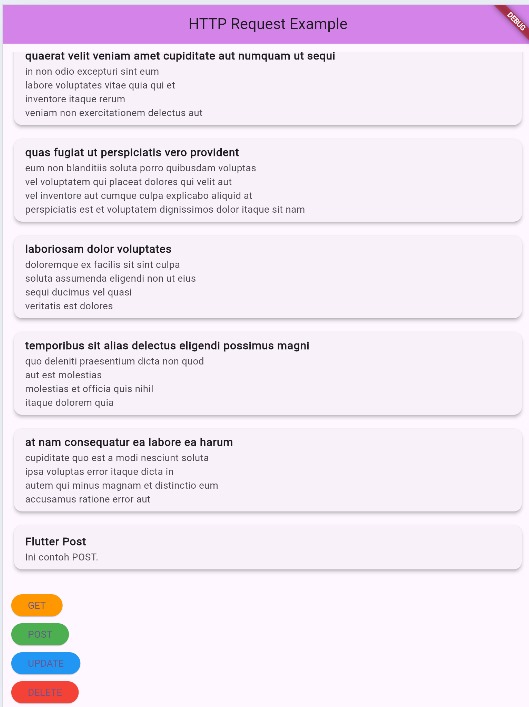 HTTP Request Example
DEBUG
quaerat velit veniam amet cupiditate aut numquam ut sequi
in non odio excepturi sint eum
labore voluptates vitae quia qui et
inventore itaque rerum
veniam non exercitationem delectus aut
quas fugiat ut perspiciatis vero provident
eum non blanditiis soluta porro quibusdam voluptas
vel voluptatem qui placeat dolores qui velit aut
vel inventore aut cumque culpa explicabo aliquid at
perspiciatis est et voluptatem dignissimos dolor itaque sit nam
laboriosam dolor voluptates
doloremque ex facilis sit sint culpa
soluta assumenda eligendi non ut eius
sequi ducimus vel quasi
veritatis est dolores
temporibus sit alias delectus eligendi possimus magni
quo deleniti praesentium dicta non quod
aut est molestias
molestias et officia quis nihil
itaque dolorem quia
at nam consequatur ea labore ea harum
cupiditate quo est a modi nesciunt soluta
ipsa voluptas error itaque dicta in
autem qui minus magnam et distinctio eum
accusamus ratione error aut
Flutter Post
Ini contoh POST.
GET
POST
UPDATE
DELETE